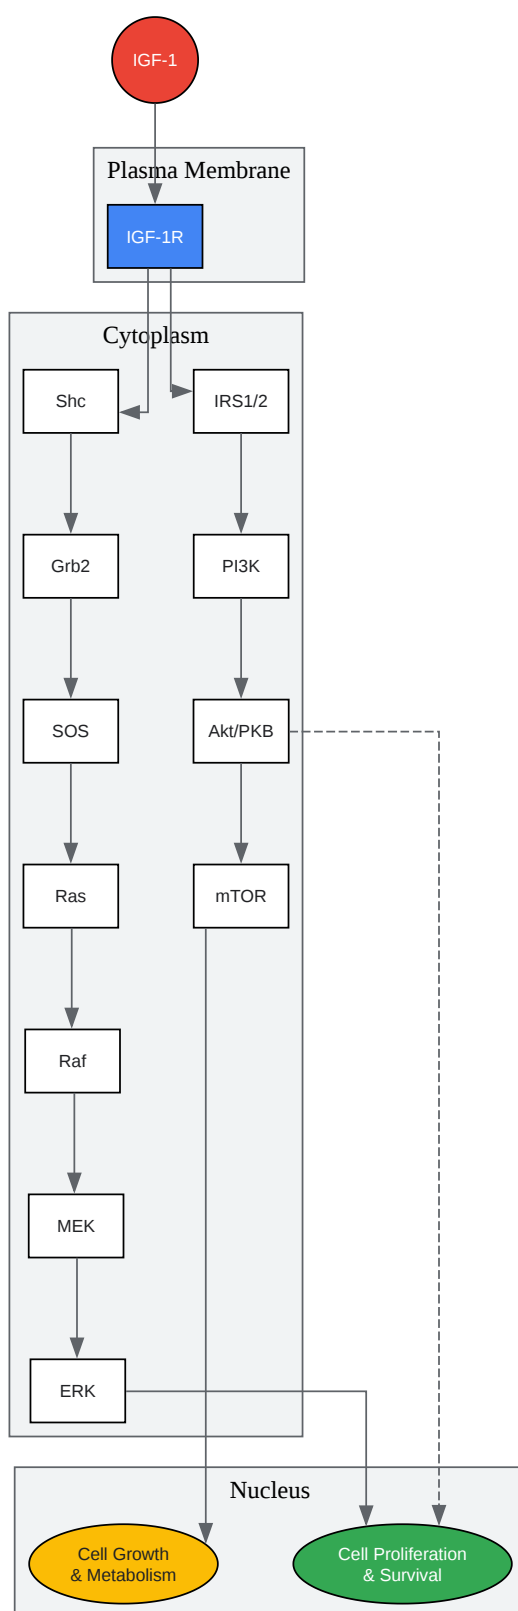 IGF-1
Plasma Membrane
IGF-1R
Cytoplasm
Shc
IRS1/2
Grb2
PI3K
SOS
Akt/PKB
Ras
mTOR
Raf
MEK
ERK
Nucleus
Cell Growth
& Metabolism
Cell Proliferation
& Survival